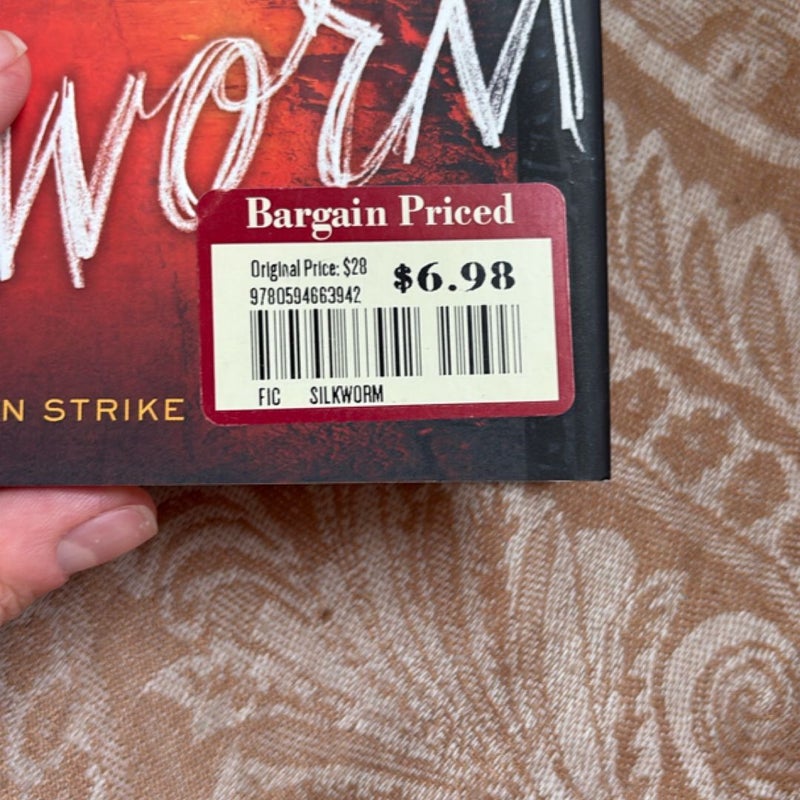 worm
N STRIKE
Bargain Priced
Original Price: $28
$6.98
9780594663942
FIC SILKWORM